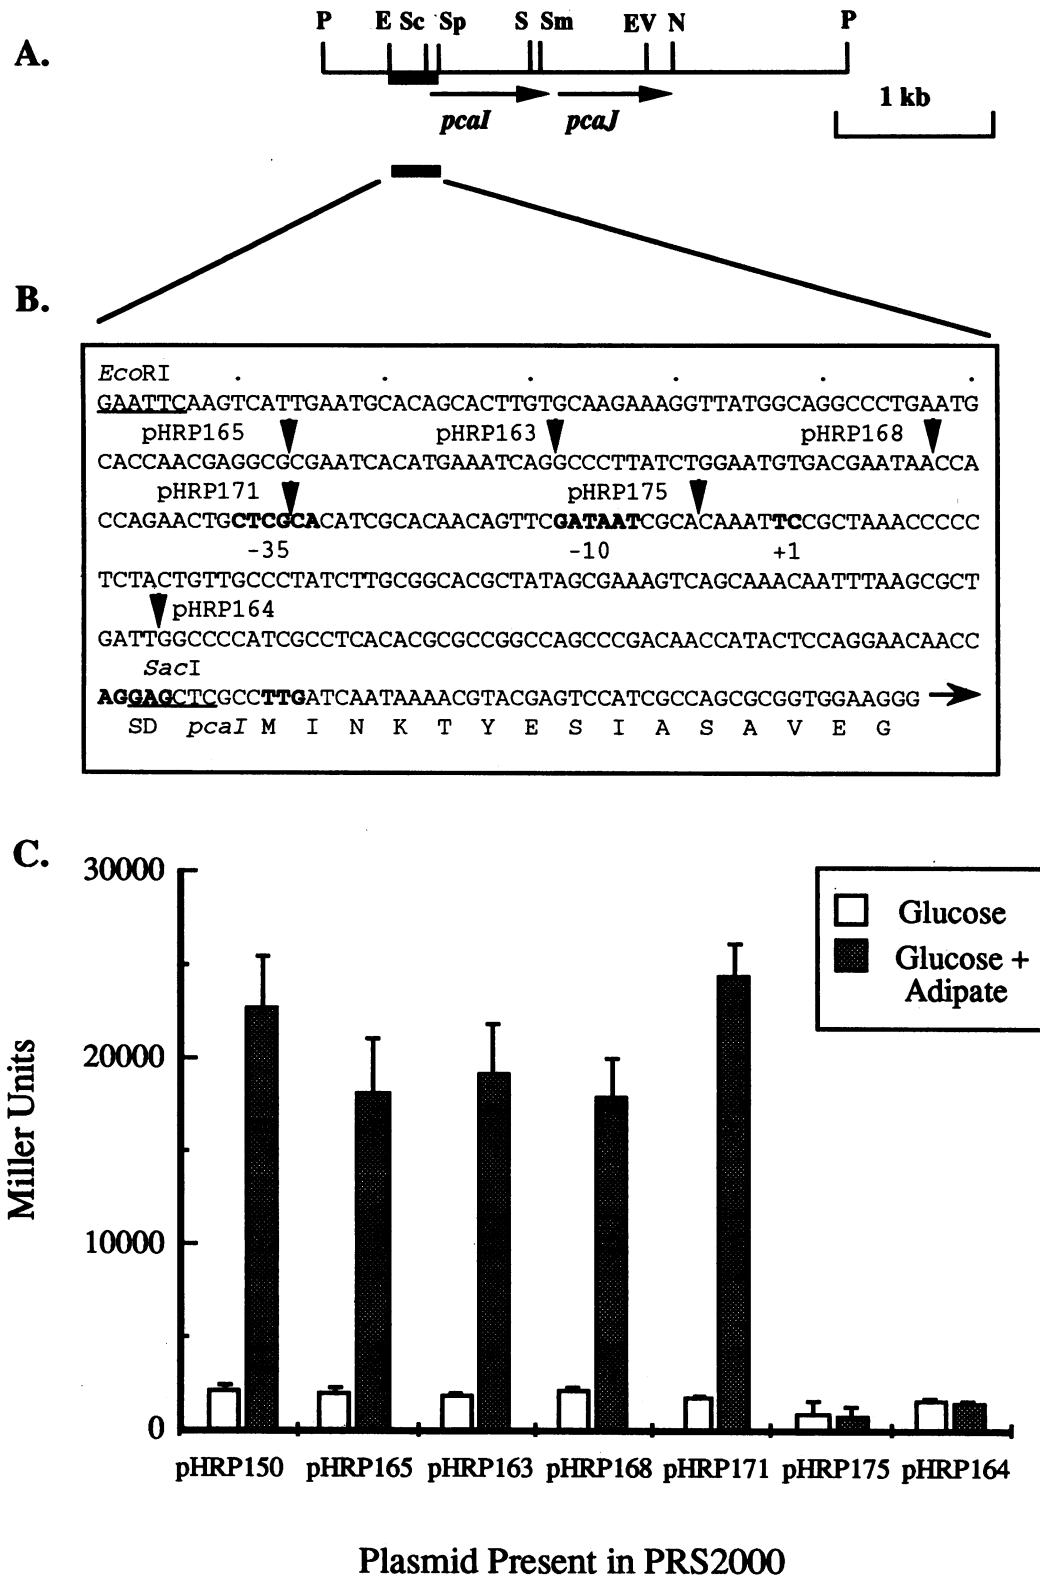 A.
P E Sc Sp S Sm EV N P
1 kb
pcaI pcaJ
B.
EcoRI
GAATTCAAGTCATTGAATGCACAGCACTTGTGCAAGAAAGGTTATGGCAGGCCCTGAATG
pHRP165 pHRP163 pHRP168
CACCAACGAGGCGCGAATCACATGAAATCAGGCCCTTATCTGGAATGTGACGAATAACCA
pHRP171 pHRP175
CCAGAACTGCTCGCACATCGCACAACAGTTCGATAATCGCACAAATTCCGCTAAACCCCC
-35 -10 +1
TCTACTGTTGCCCTATCTTGCGGCACGCTATAGCGAAAGTCAGCAAACAATTTAAGCGCT
pHRP164
GATTGGCCCCATCGCCTCACACGCGCCGGCCAGCCCGACAACCATACTCCAGGAACAACC
SacI
AGGAGCTCGCCTTGATCAATAAAACGTACGAGTCCATCGCCAGCGCGGTGGAAGGG
SD pcaI M I N K T Y E S I A S A V E G
C.
30000
20000
10000
0
Miller Units
Glucose
Glucose +
Adipate
pHRP150 pHRP165 pHRP163 pHRP168 pHRP171 pHRP175 pHRP164
Plasmid Present in PRS2000